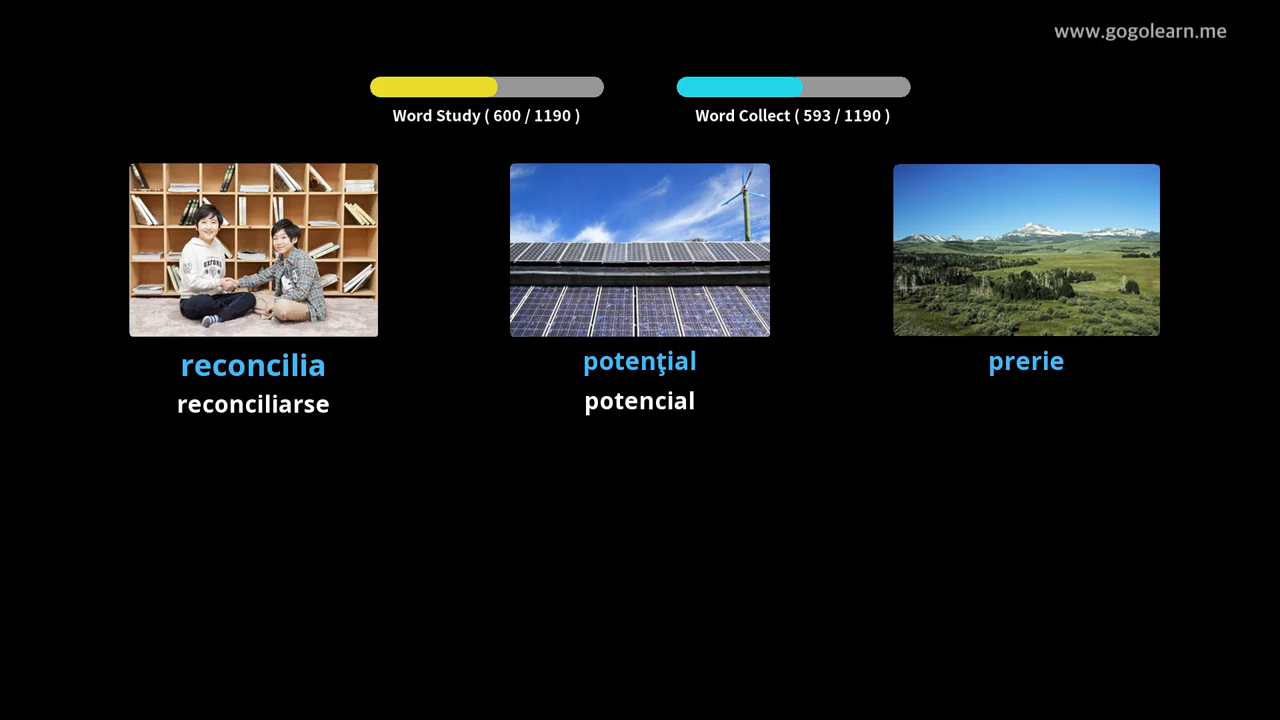 www.gogolearn.me
Word Study ( 600 / 1190 )
Word Collect ( 593 / 1190 )
reconcilia
reconciliarse
potenţial
potencial
prerie